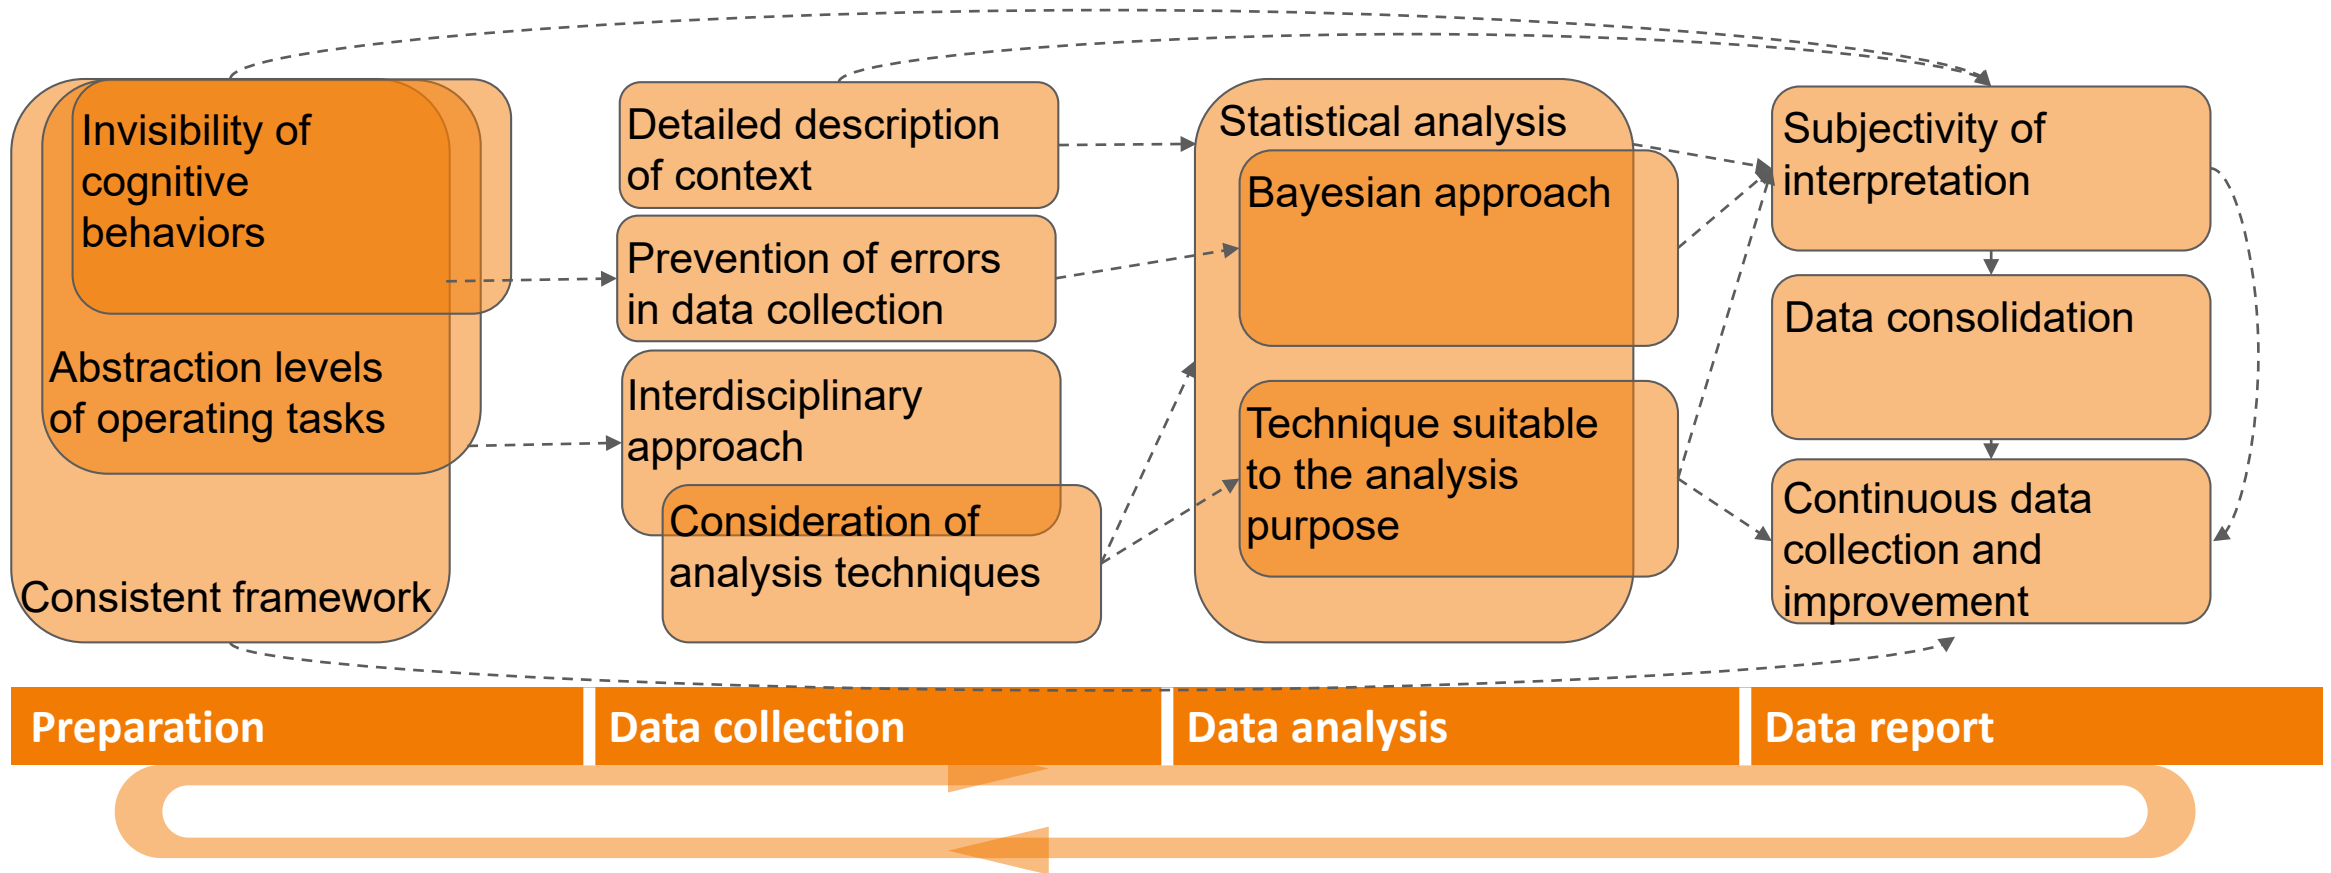 Invisibility of
cognitive
behaviors
Abstraction levels
of operating tasks
Consistent framework
Detailed description
of context
Prevention of errors
in data collection
Interdisciplinary
approach
Consideration of
analysis techniques
Statistical analysis
Bayesian approach
Technique suitable
to the analysis
purpose
Subjectivity of
interpretation
Data consolidation
Continuous data
collection and
improvement
Preparation
Data collection
Data analysis
Data report